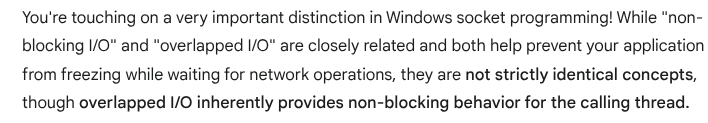 You're touching on a very important distinction in Windows socket programming! While "non-
blocking I/O" and "overlapped I/O" are closely related and both help prevent your application
from freezing while waiting for network operations, they are not strictly identical concepts,
though overlapped I/O inherently provides non-blocking behavior for the calling thread.